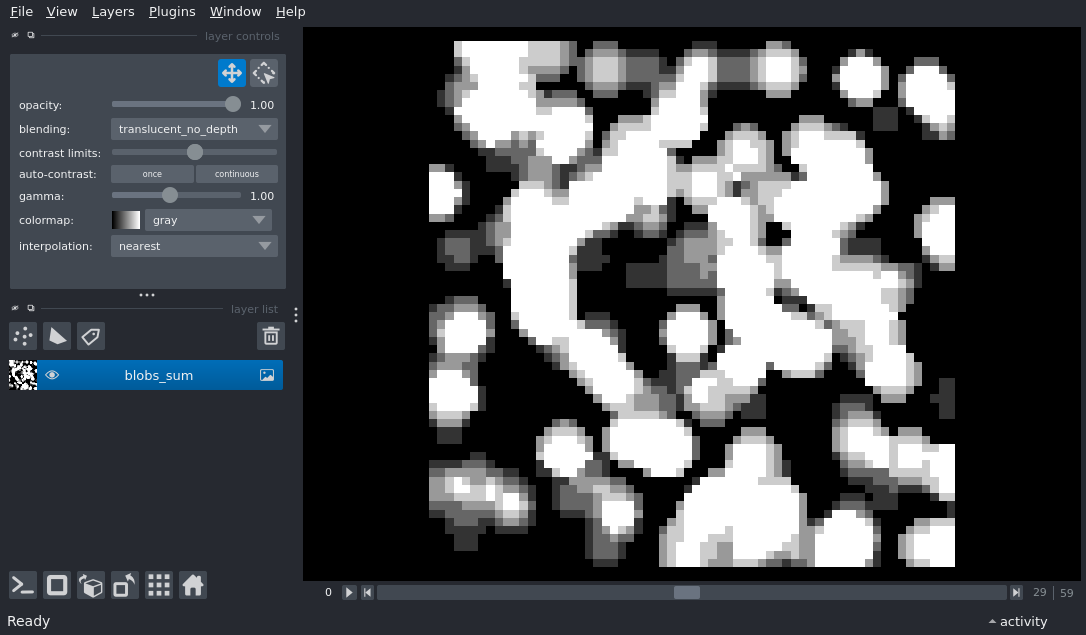 File View Layers Plugins Window Help
layer controls
opacity: 1.00
blending: translucent_no_depth
contrast limits:
auto-contrast: once continuous
gamma: 1.00
colormap: gray
interpolation: nearest
layer list
blobs_sum
0 29 59
Ready activity